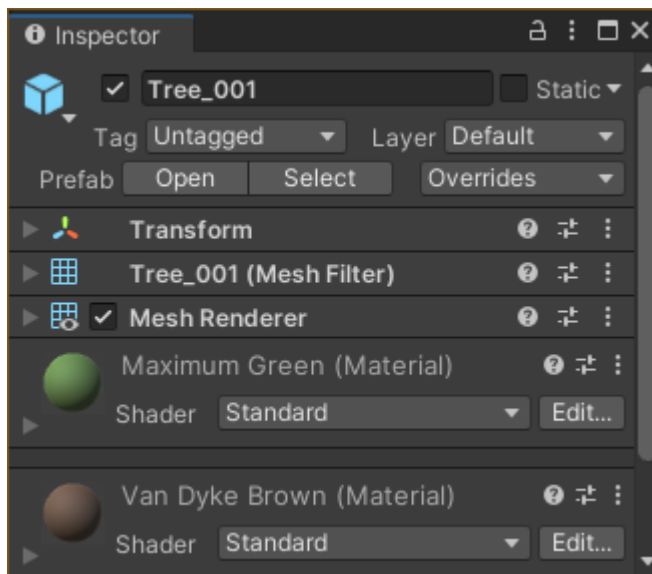 Inspector
Tree_001 Static
Tag Untagged Layer Default
Prefab Open Select Overrides
Transform
Tree_001 (Mesh Filter)
Mesh Renderer
Maximum Green (Material)
Shader Standard Edit...
Van Dyke Brown (Material)
Shader Standard Edit...